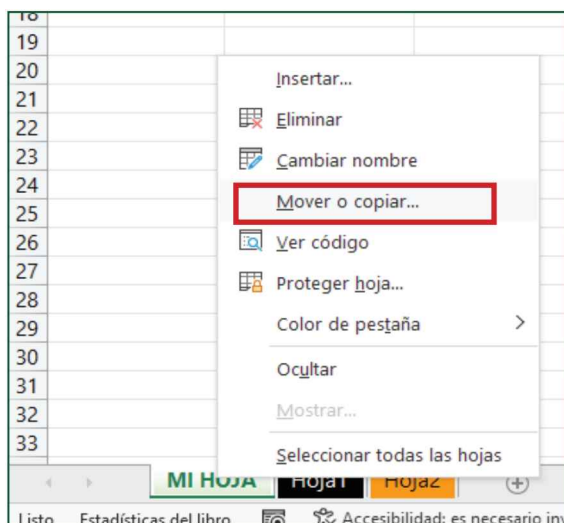 18
19
20
21
22
23
24
25
26
27
28
29
30
31
32
33
Insertar...
Eliminar
Cambiar nombre
Mover o copiar...
Ver código
Proteger hoja...
Color de pestaña
Ocultar
Mostrar...
Seleccionar todas las hojas
MI HOJA Hoja1 Hoja2
Listo Estadísticas del libro Accesibilidad: es necesario inv